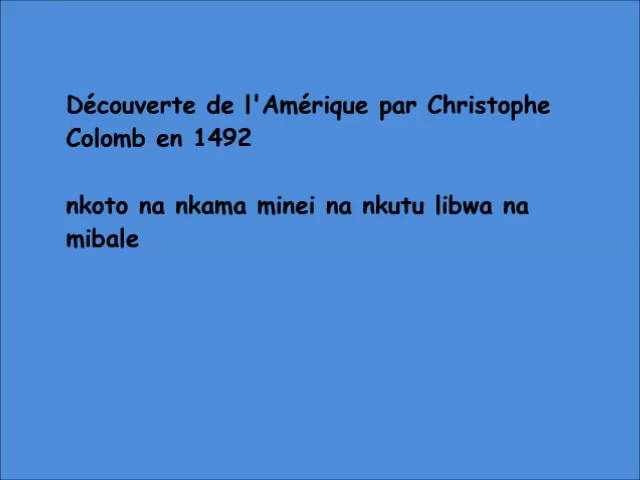 Découverte de l'Amérique par Christophe
Colomb en 1492
nkoto na nkama minei na nkutu libwa na
mibale